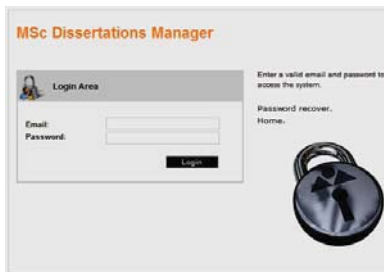 MSc Dissertations Manager
Login Area
Email:
Password:
Login
Enter a valid email and password to
access the system.
Password recover.
Home.